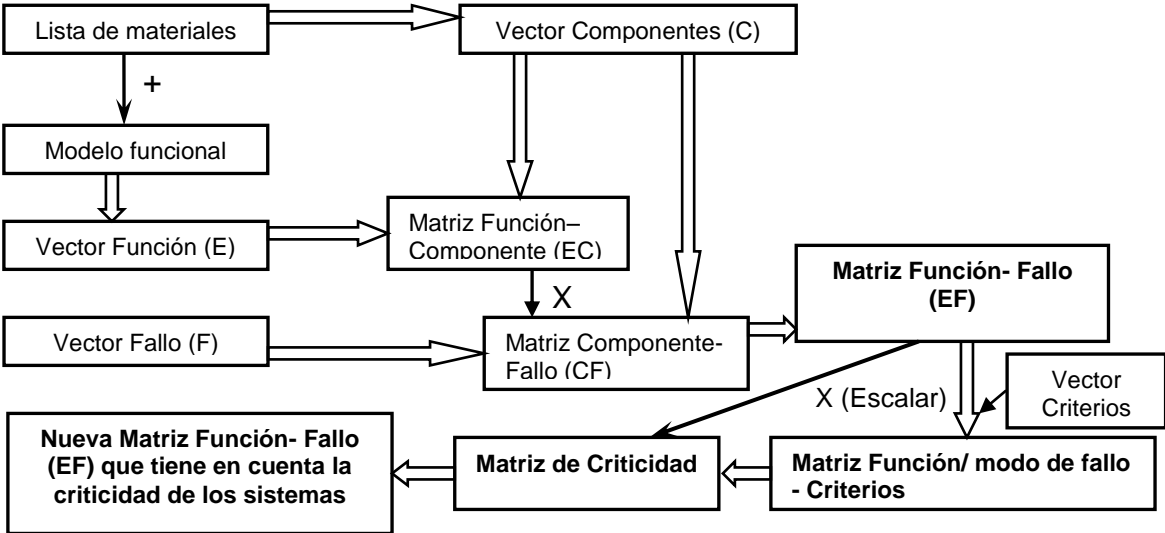 Lista de materiales
Vector Componentes (C)
+
Modelo funcional
Vector Función (E)
Matriz Función–
Componente (EC)
X
Matriz Función- Fallo
(EF)
Vector Fallo (F)
Matriz Componente-
Fallo (CF)
X (Escalar)
Vector
Criterios
Nueva Matriz Función- Fallo
(EF) que tiene en cuenta la
criticidad de los sistemas
Matriz de Criticidad
Matriz Función/ modo de fallo
- Criterios